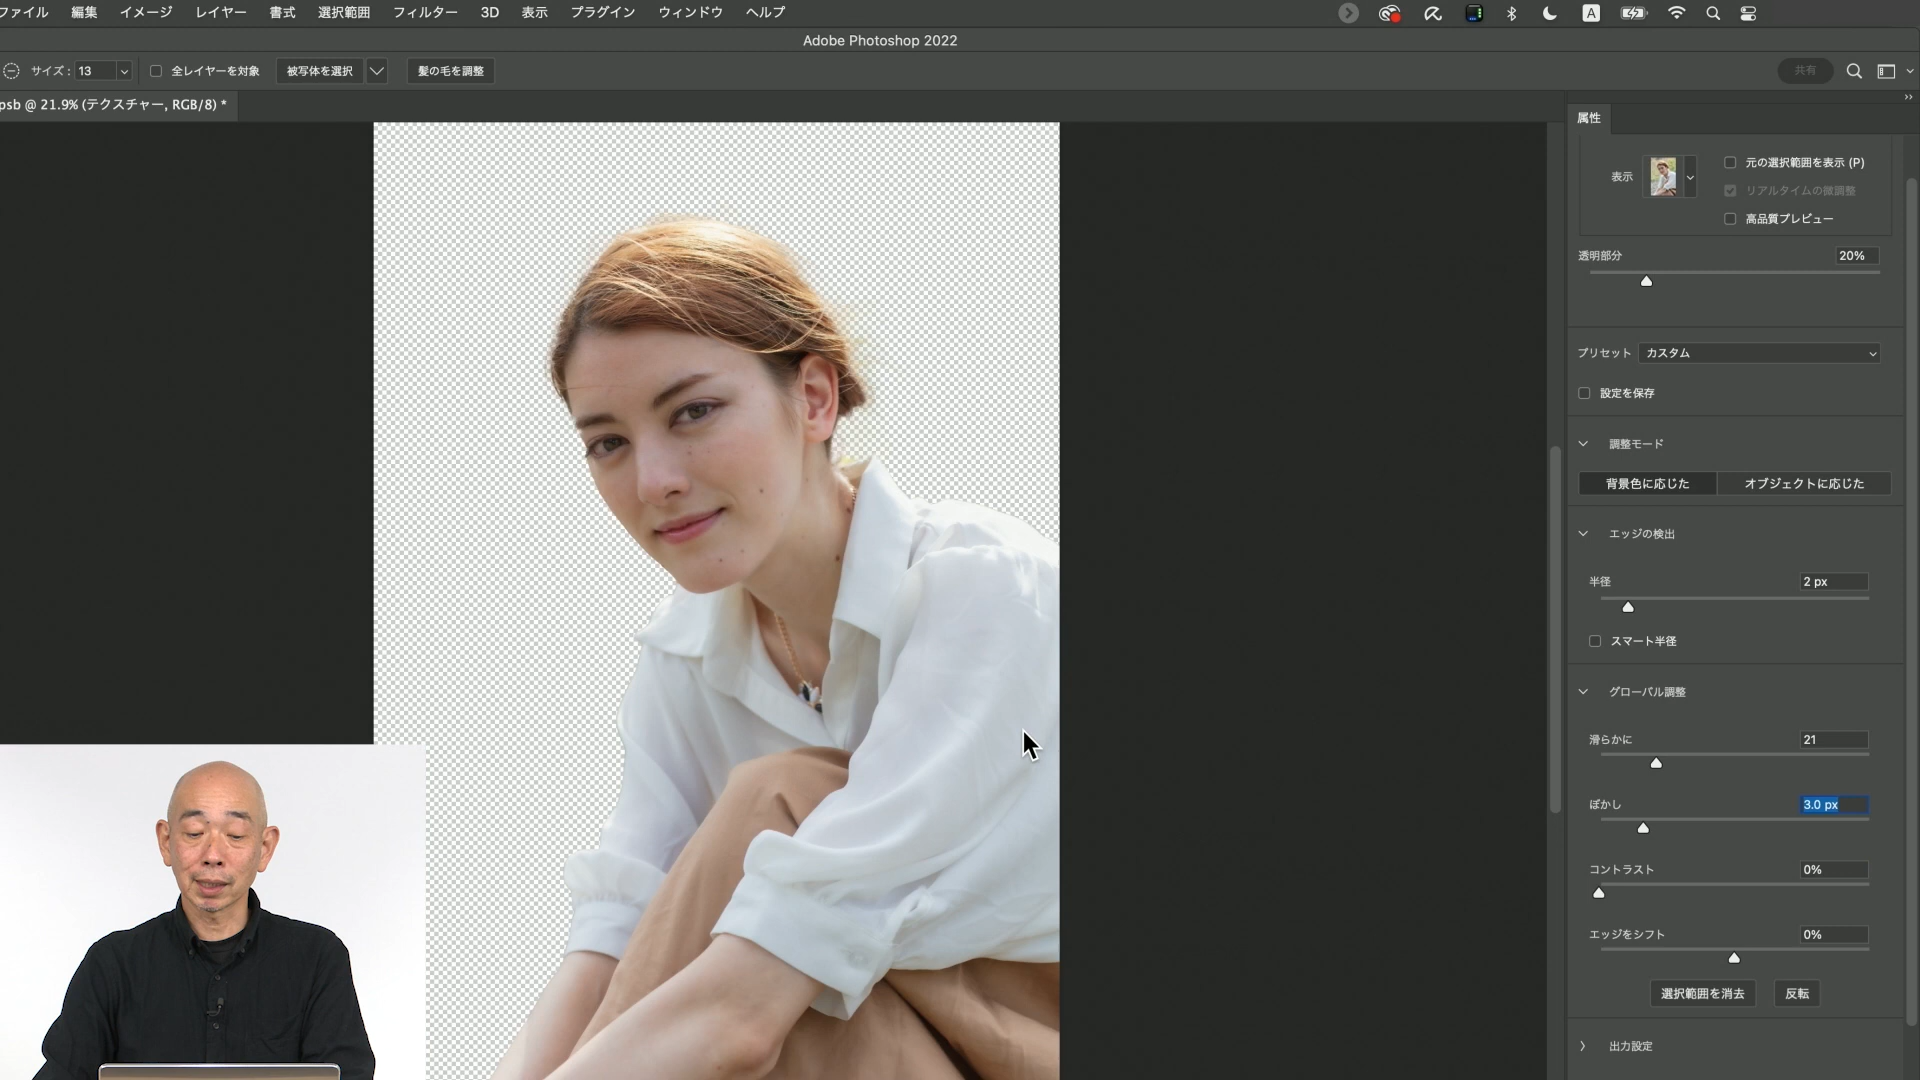 ファイル 編集 イメージ レイヤー 書式 選択範囲 フィルター 3D 表示 プラグイン ウィンドウ ヘルプ A
Adobe Photoshop 2022
サイズ : 13 全レイヤーを対象 被写体を選択 髪の毛を調整 共有
psb @ 21.9% (テクスチャー, RGB/8) *
属性
表示
元の選択範囲を表示 (P)
リアルタイムの微調整
高品質プレビュー
透明部分 20%
プリセット カスタム
設定を保存
調整モード
背景色に応じた オブジェクトに応じた
エッジの検出
半径 2 px
スマート半径
グローバル調整
滑らかに 21
ぼかし 3.0 px
コントラスト 0%
エッジをシフト 0%
選択範囲を消去 反転
出力設定